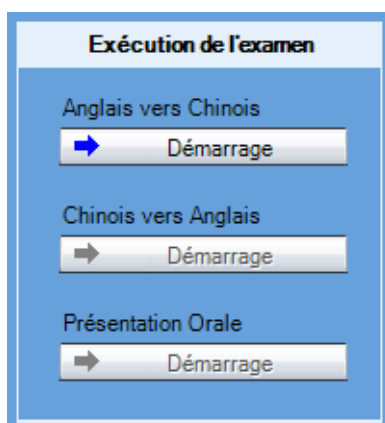 Exécution de l'examen
Anglais vers Chinois
Démarrage
Chinois vers Anglais
Démarrage
Présentation Orale
Démarrage